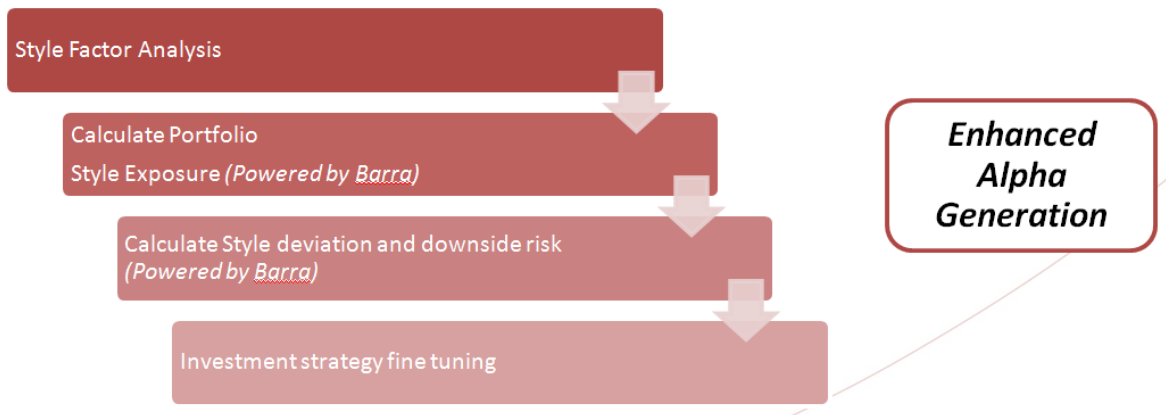 Style Factor Analysis
Calculate Portfolio
Style Exposure (Powered by Barra)
Calculate Style deviation and downside risk
(Powered by Barra)
Investment strategy fine tuning
Enhanced
Alpha
Generation